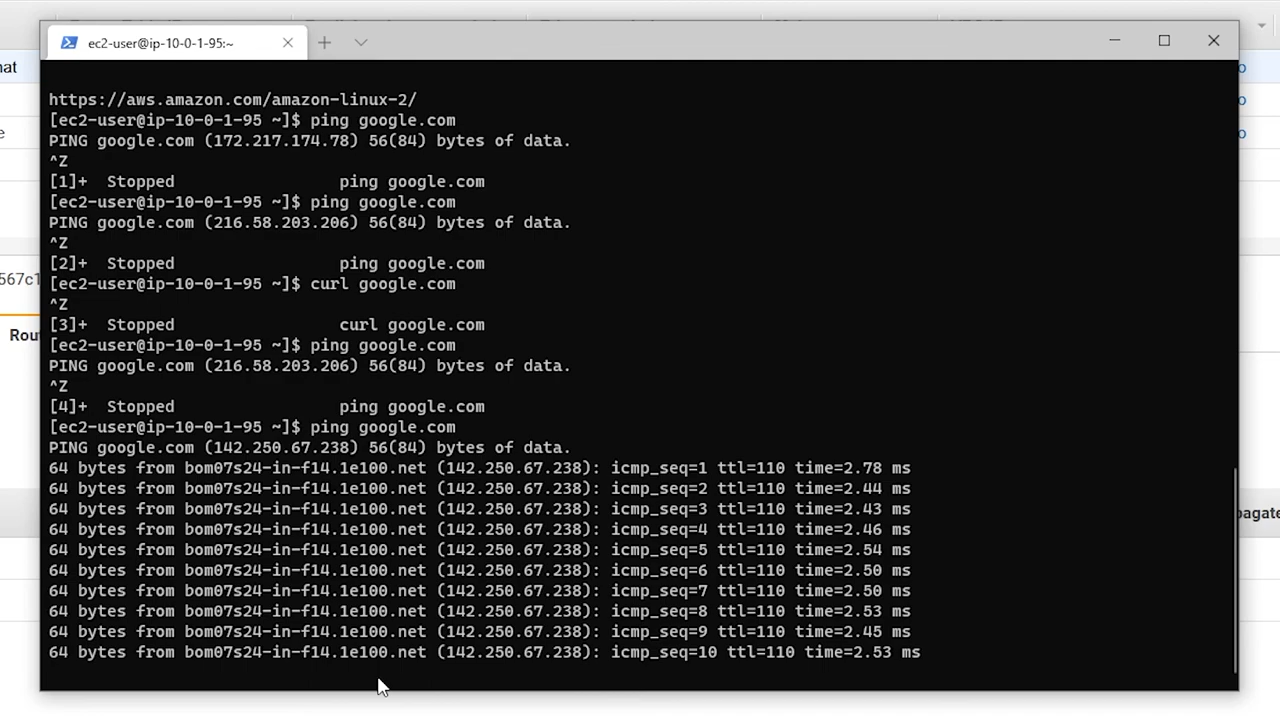 ec2-user@ip-10-0-1-95:~
https://aws.amazon.com/amazon-linux-2/
[ec2-user@ip-10-0-1-95 ~]$ ping google.com
PING google.com (172.217.174.78) 56(84) bytes of data.
^Z
[1]+  Stopped                 ping google.com
[ec2-user@ip-10-0-1-95 ~]$ ping google.com
PING google.com (216.58.203.206) 56(84) bytes of data.
^Z
[2]+  Stopped                 ping google.com
[ec2-user@ip-10-0-1-95 ~]$ curl google.com
^Z
[3]+  Stopped                 curl google.com
[ec2-user@ip-10-0-1-95 ~]$ ping google.com
PING google.com (216.58.203.206) 56(84) bytes of data.
^Z
[4]+  Stopped                 ping google.com
[ec2-user@ip-10-0-1-95 ~]$ ping google.com
PING google.com (142.250.67.238) 56(84) bytes of data.
64 bytes from bom07s24-in-f14.1e100.net (142.250.67.238): icmp_seq=1 ttl=110 time=2.78 ms
64 bytes from bom07s24-in-f14.1e100.net (142.250.67.238): icmp_seq=2 ttl=110 time=2.44 ms
64 bytes from bom07s24-in-f14.1e100.net (142.250.67.238): icmp_seq=3 ttl=110 time=2.43 ms
64 bytes from bom07s24-in-f14.1e100.net (142.250.67.238): icmp_seq=4 ttl=110 time=2.46 ms
64 bytes from bom07s24-in-f14.1e100.net (142.250.67.238): icmp_seq=5 ttl=110 time=2.54 ms
64 bytes from bom07s24-in-f14.1e100.net (142.250.67.238): icmp_seq=6 ttl=110 time=2.50 ms
64 bytes from bom07s24-in-f14.1e100.net (142.250.67.238): icmp_seq=7 ttl=110 time=2.50 ms
64 bytes from bom07s24-in-f14.1e100.net (142.250.67.238): icmp_seq=8 ttl=110 time=2.53 ms
64 bytes from bom07s24-in-f14.1e100.net (142.250.67.238): icmp_seq=9 ttl=110 time=2.45 ms
64 bytes from bom07s24-in-f14.1e100.net (142.250.67.238): icmp_seq=10 ttl=110 time=2.53 ms